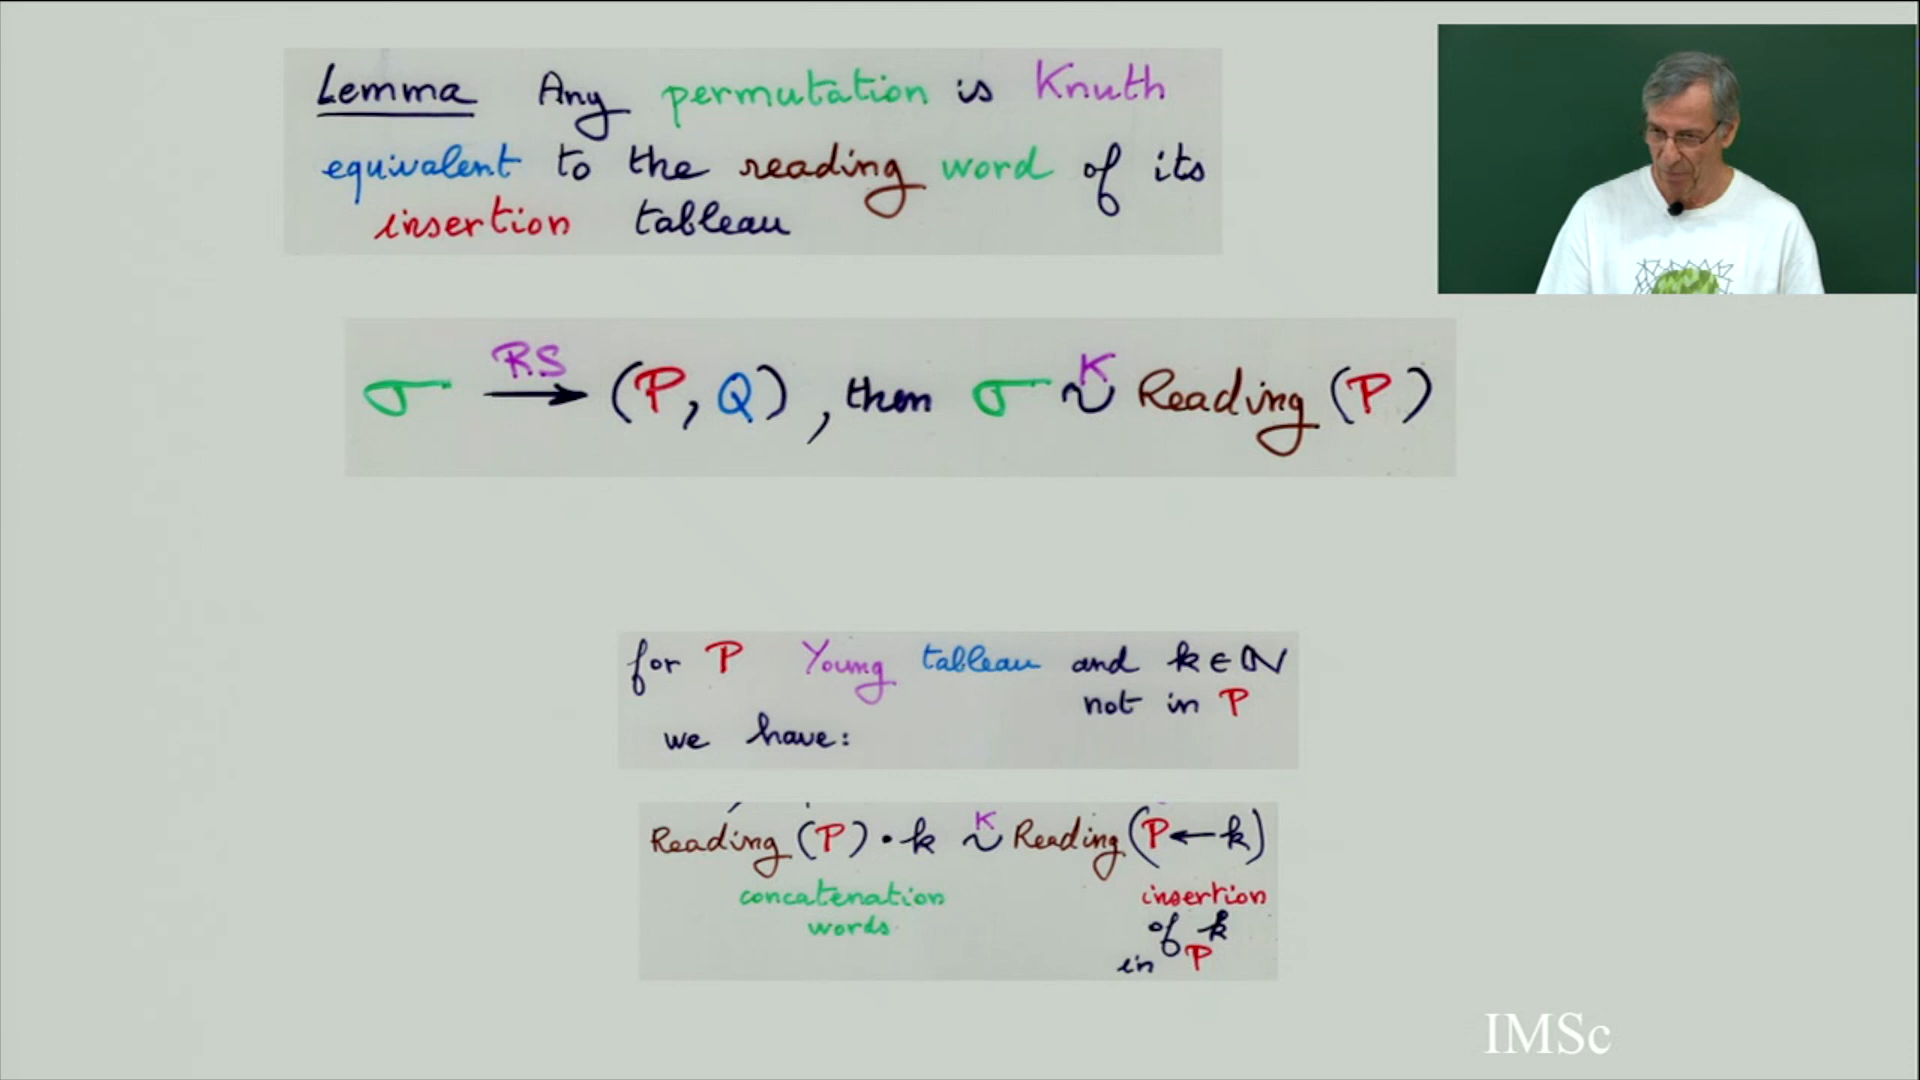 Lemma Any permutation is Knuth
equivalent to the reading word of its
insertion tableau
σ RS⟶ (P, Q), then σ K~ Reading (P)
for P Young tableau and k ∈ ℕ
not in P
we have:
Reading (P) · k K~ Reading (P ← k)
concatenation words
insertion of k in P
IMSc